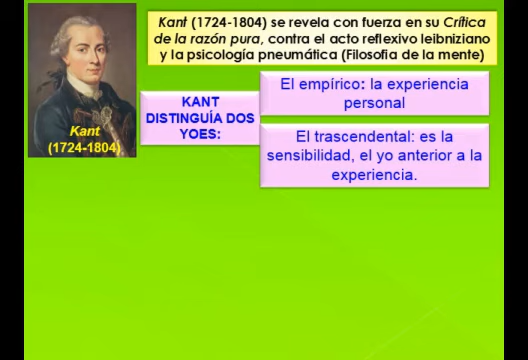 Kant (1724-1804) se revela con fuerza en su Crítica
de la razón pura, contra el acto reflexivo leibniziano
y la psicología pneumática (Filosofia de la mente)
Kant
(1724-1804)
KANT
DISTINGUÍA DOS
YOES:
El empírico: la experiencia
personal
El trascendental: es la
sensibilidad, el yo anterior a la
experiencia.